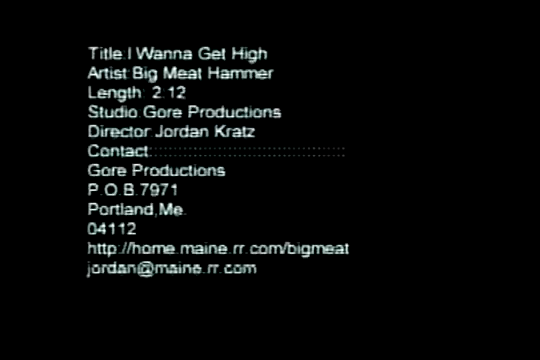 Title:I Wanna Get High
Artist:Big Meat Hammer
Length: 2:12
Studio:Gore Productions
Director:Jordan Kratz
Contact::::::::::::::::::::::::::::::::::::::
Gore Productions
P.O.B.7971
Portland,Me.
04112
http://home.maine.rr.com/bigmeat
jordan@maine.rr.com